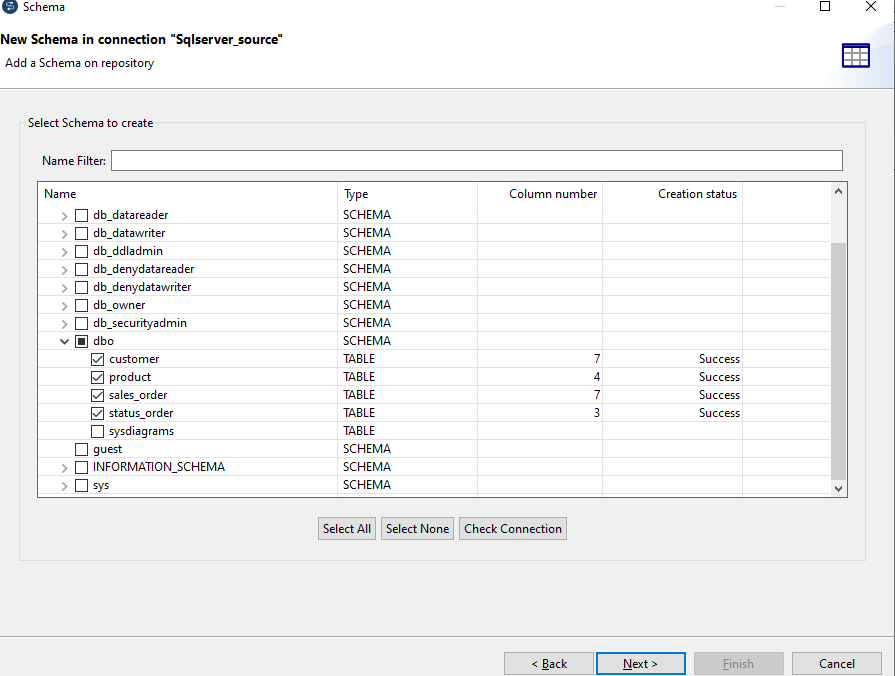 Schema
New Schema in connection "Sqlserver_source"
Add a Schema on repository
Select Schema to create
Name Filter:
Name Type Column number Creation status
db_datareader SCHEMA
db_datawriter SCHEMA
db_ddladmin SCHEMA
db_denydatareader SCHEMA
db_denydatawriter SCHEMA
db_owner SCHEMA
db_securityadmin SCHEMA
dbo SCHEMA
customer TABLE 7 Success
product TABLE 4 Success
sales_order TABLE 7 Success
status_order TABLE 3 Success
sysdiagrams TABLE
guest SCHEMA
INFORMATION_SCHEMA SCHEMA
sys SCHEMA
Select All Select None Check Connection
< Back Next > Finish Cancel